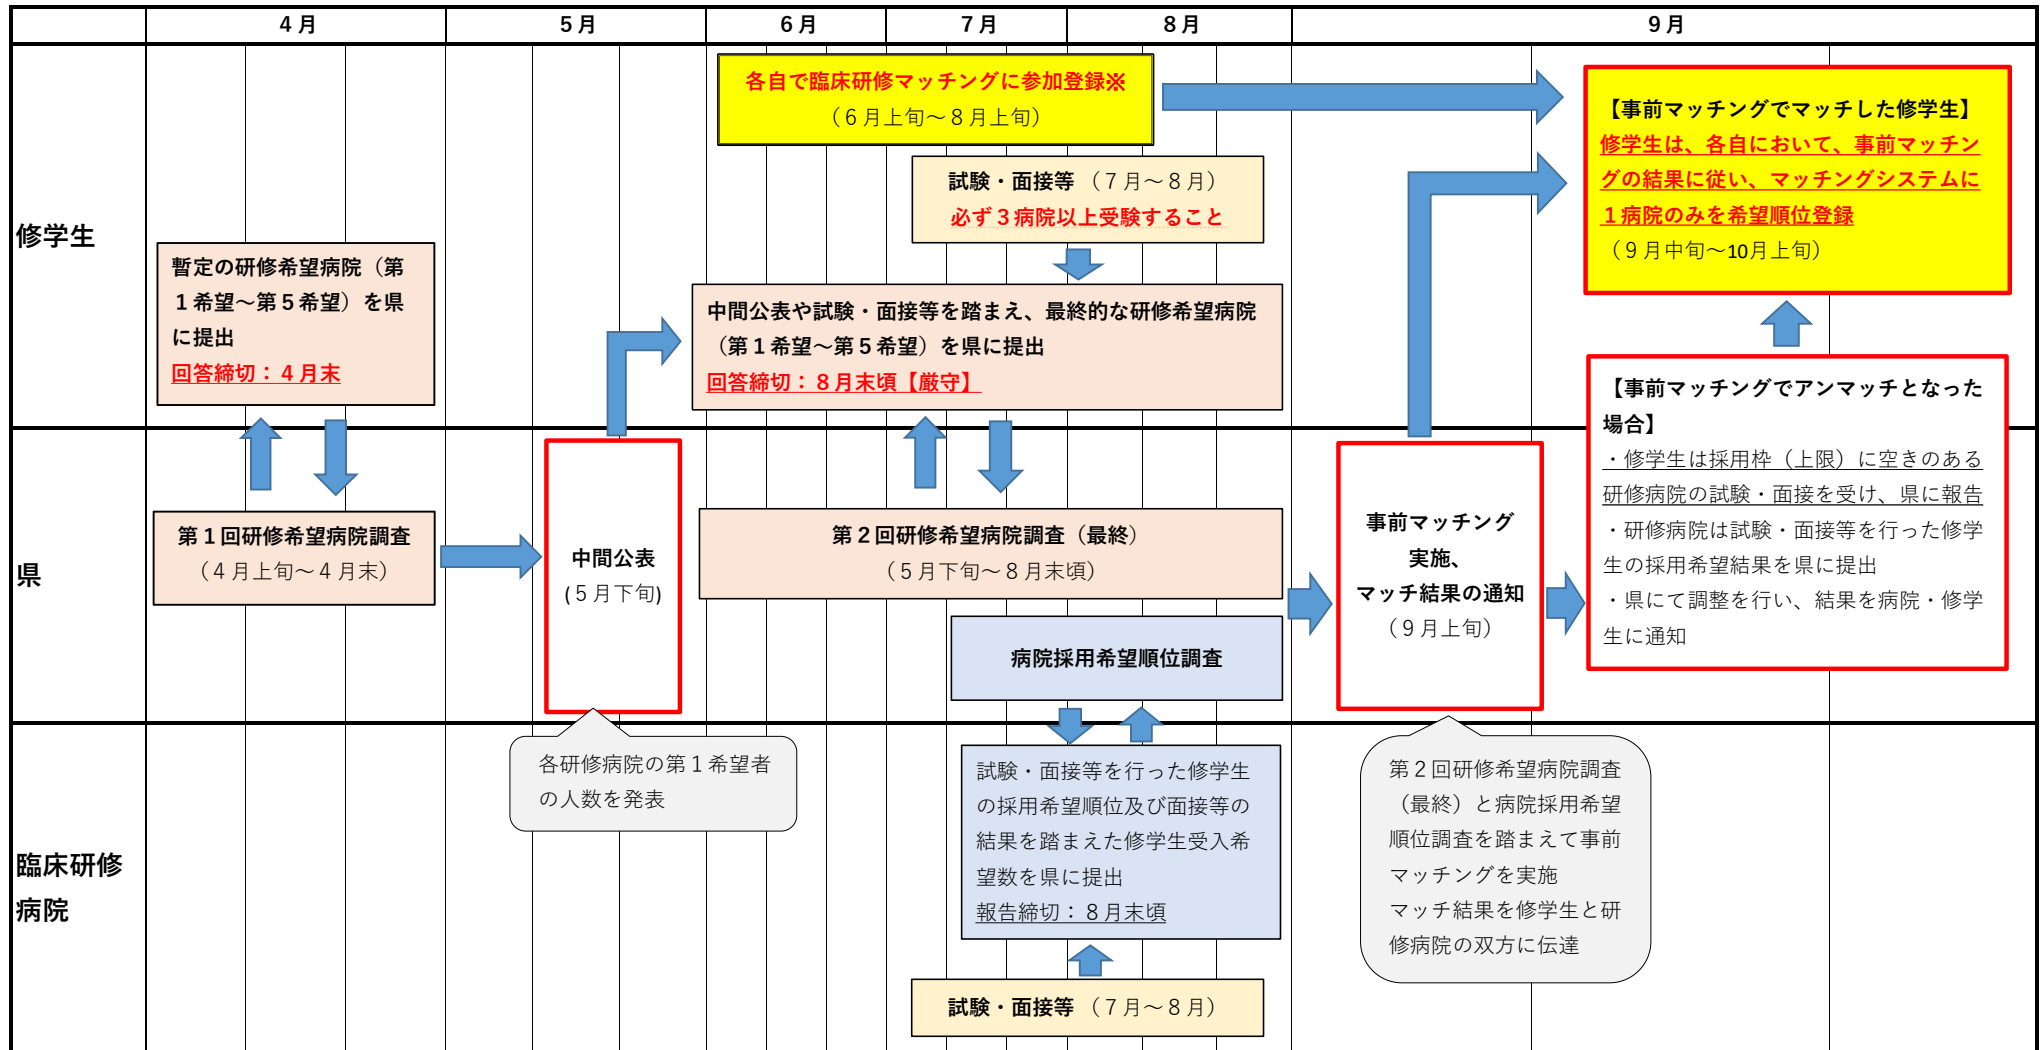 4月
5月
6月
7月
8月
9月
修学生
各自で臨床研修マッチングに参加登録※
（６月上旬～８月上旬）
試験・面接等（７月～８月）
必ず３病院以上受験すること
暫定の研修希望病院（第
１希望～第５希望）を県
に提出
回答締切：４月末
中間公表や試験・面接等を踏まえ、最終的な研修希望病院
（第１希望～第５希望）を県に提出
回答締切：８月末頃【厳守】
【事前マッチングでマッチした修学生】
修学生は、各自において、事前マッチン
グの結果に従い、マッチングシステムに
１病院のみを希望順位登録
（９月中旬～10月上旬）
県
第１回研修希望病院調査
（４月上旬～４月末）
中間公表
(５月下旬)
第２回研修希望病院調査（最終）
（５月下旬～８月末頃）
病院採用希望順位調査
事前マッチング
実施、
マッチ結果の通知
（９月上旬）
【事前マッチングでアンマッチとなった
場合】
・修学生は採用枠（上限）に空きのある
研修病院の試験・面接を受け、県に報告
・研修病院は試験・面接等を行った修学
生の採用希望結果を県に提出
・県にて調整を行い、結果を病院・修学
生に通知
臨床研修
病院
各研修病院の第１希望者
の人数を発表
試験・面接等を行った修学生
の採用希望順位及び面接等の
結果を踏まえた修学生受入希
望数を県に提出
報告締切：８月末頃
試験・面接等（７月～８月）
第２回研修希望病院調査
（最終）と病院採用希望
順位調査を踏まえて事前
マッチングを実施
マッチ結果を修学生と研
修病院の双方に伝達